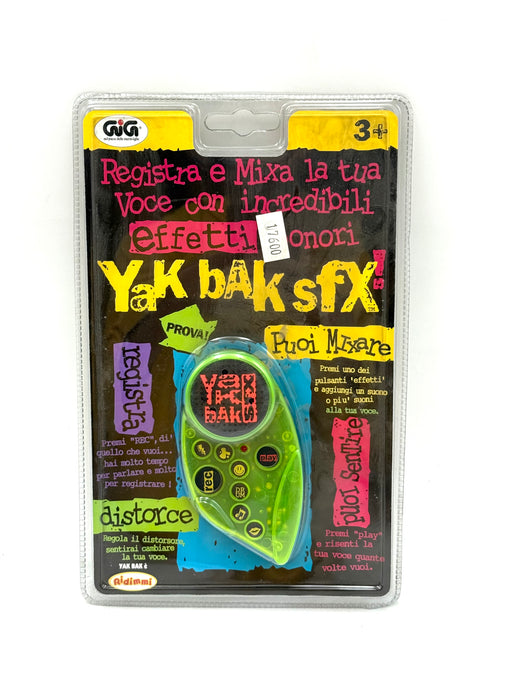 GiG
3+
Registra e Mixa la tua
Voce con incredibili
effetti sonori
17600
Yak bAk sfX!
PROVA!
Puoi Mixare
Premi uno dei
pulsanti 'effetti'
e aggiungi un suono
o piu' suoni
alla tua voce.
registra
Premi "REC", di'
quello che vuoi...
hai molto tempo
per parlare e molto
per registrare !
Yak
bak
sfx
rec
puoi sentire
Premi "play"
e risenti la
tua voce quante
volte vuoi.
distorce
Regola il distorsore,
sentirai cambiare
la tua voce.
YAK BAK è
Ridimmi